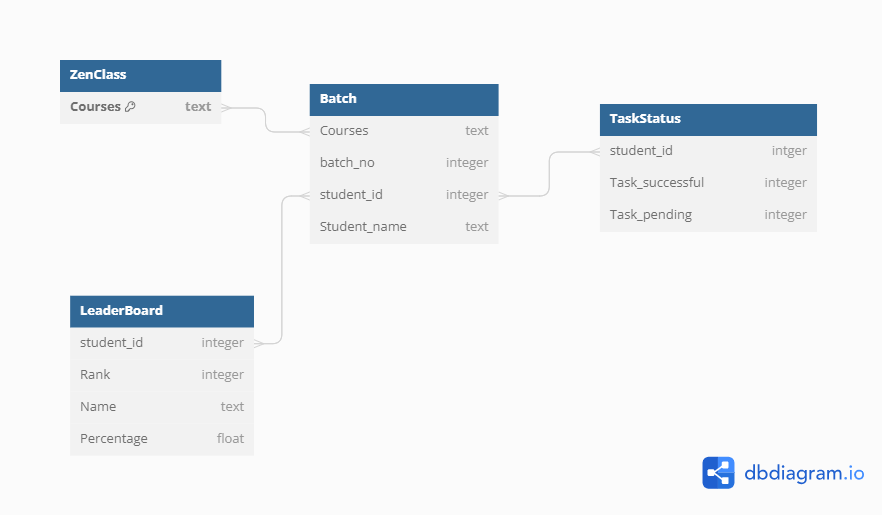 ZenClass
Courses text
Batch
Courses text
batch_no integer
student_id integer
Student_name text
TaskStatus
student_id intger
Task_successful integer
Task_pending integer
LeaderBoard
student_id integer
Rank integer
Name text
Percentage float
dbdiagram.io